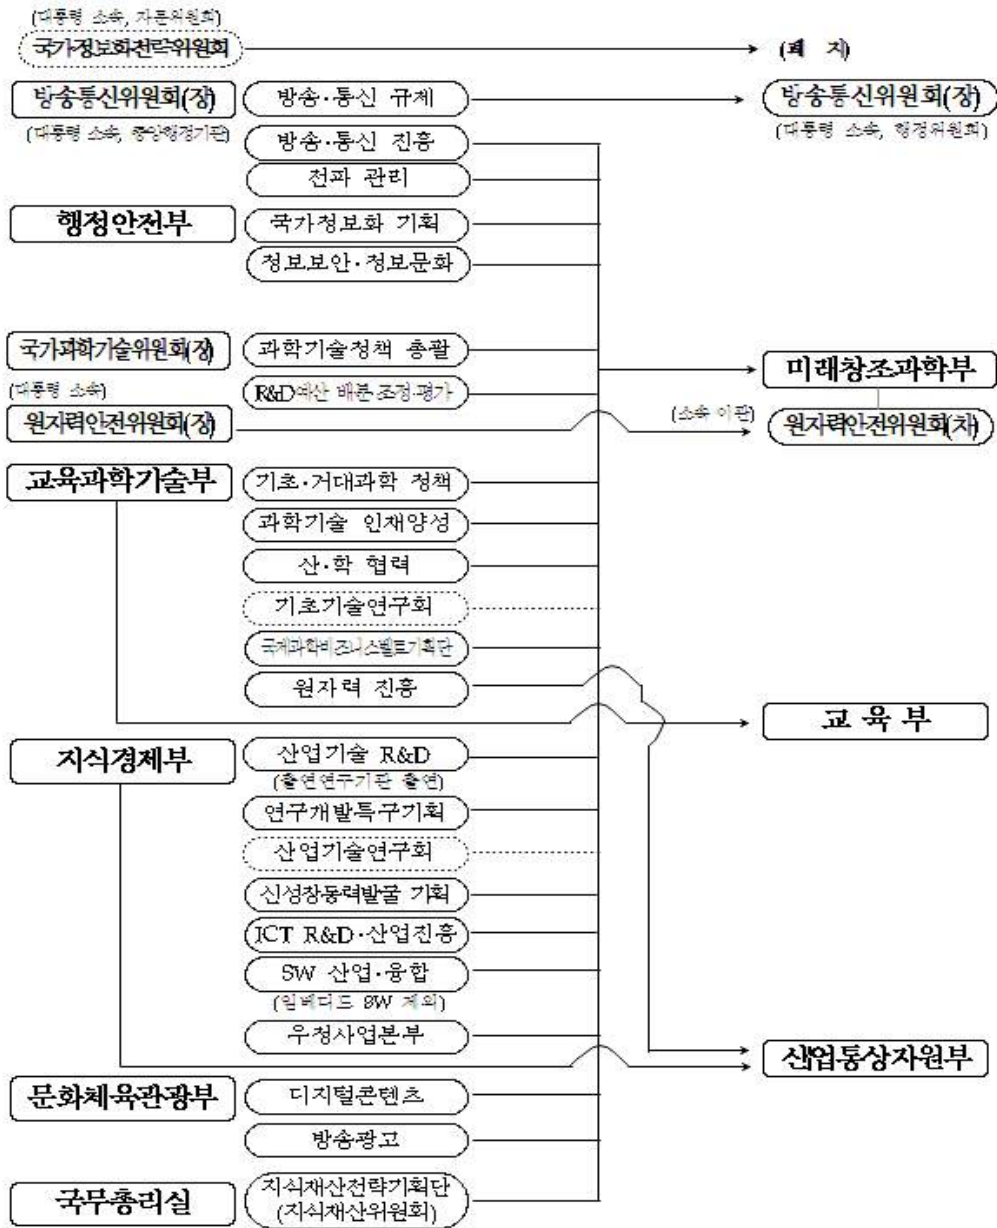 (대통령 소속, 자문위원회)
국가정보화전략위원회
(폐 지)
방송통신위원회(장)
방송·통신 규제
방송통신위원회(장)
(대통령 소속, 중앙행정기관)
(대통령 소속, 행정위원회)
방송·통신 진흥
전파 관리
행정안전부
국가정보화 기획
정보보안·정보문화
국가과학기술위원회(장)
과학기술정책 총괄
미래창조과학부
(대통령 소속)
R&D예산 배분·조정·평가
원자력안전위원회(장)
(소속 이관)
원자력안전위원회(차)
교육과학기술부
기초·거대과학 정책
과학기술 인재양성
산·학 협력
기초기술연구회
국제과학비즈니스벨트기획단
원자력 진흥
교 육 부
지식경제부
산업기술 R&D
(출연연구기관 출연)
연구개발특구기획
산업기술연구회
신성장동력발굴 기획
ICT R&D·산업진흥
SW 산업·융합
(임베디드 SW 제외)
우정사업본부
산업통상자원부
문화체육관광부
디지털콘텐츠
방송광고
국무총리실
지식재산전략기획단
(지식재산위원회)